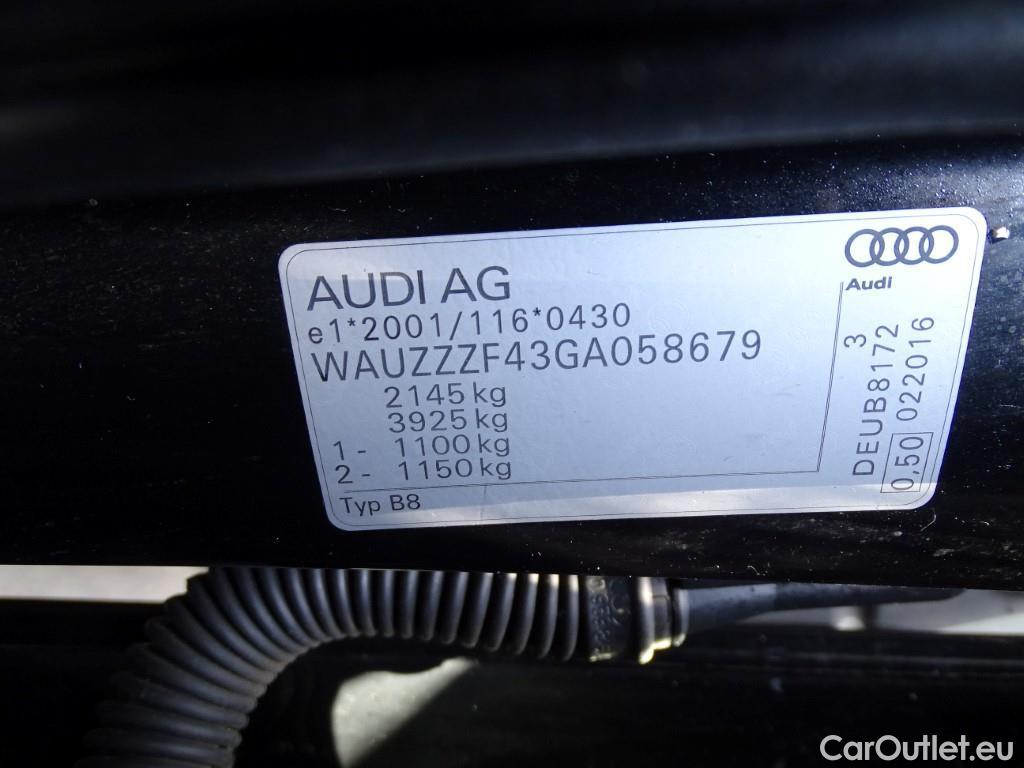 AUDI AG
e1*2001/116*0430
WAUZZZF43GA058679
2145 kg
3925 kg
1 - 1100 kg
2 - 1150 kg
Typ B8
Audi
3
DEUB8172
0,50 022016
CarOutlet.eu